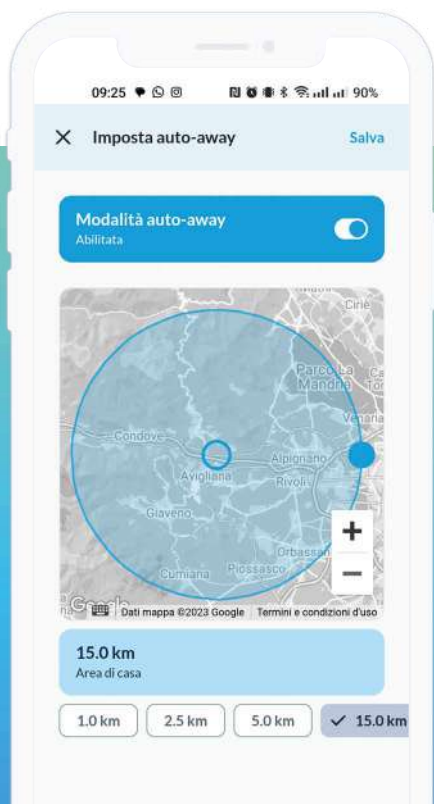 09:25 90%
Imposta auto-away Salva
Modalità auto-away
Abilitata
Ciriè
Parco La
Mandria
Venaria
Condove
Alpignano
Avigliana
Rivoli
Giaveno
Orbassan
Cumiana Piossasco
+
−
Google Dati mappa ©2023 Google Termini e condizioni d'uso
15.0 km
Area di casa
1.0 km 2.5 km 5.0 km 15.0 km